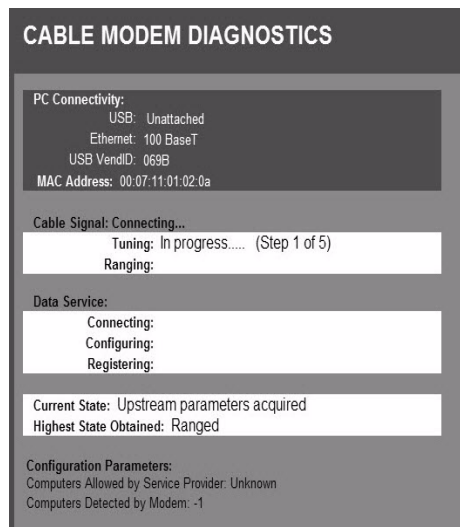 CABLE MODEM DIAGNOSTICS
PC Connectivity:
USB: Unattached
Ethernet: 100 BaseT
USB VendID: 069B
MAC Address: 00:07:11:01:02:0a
Cable Signal: Connecting...
Tuning: In progress..... (Step 1 of 5)
Ranging:
Data Service:
Connecting:
Configuring:
Registering:
Current State: Upstream parameters acquired
Highest State Obtained: Ranged
Configuration Parameters:
Computers Allowed by Service Provider: Unknown
Computers Detected by Modem: -1